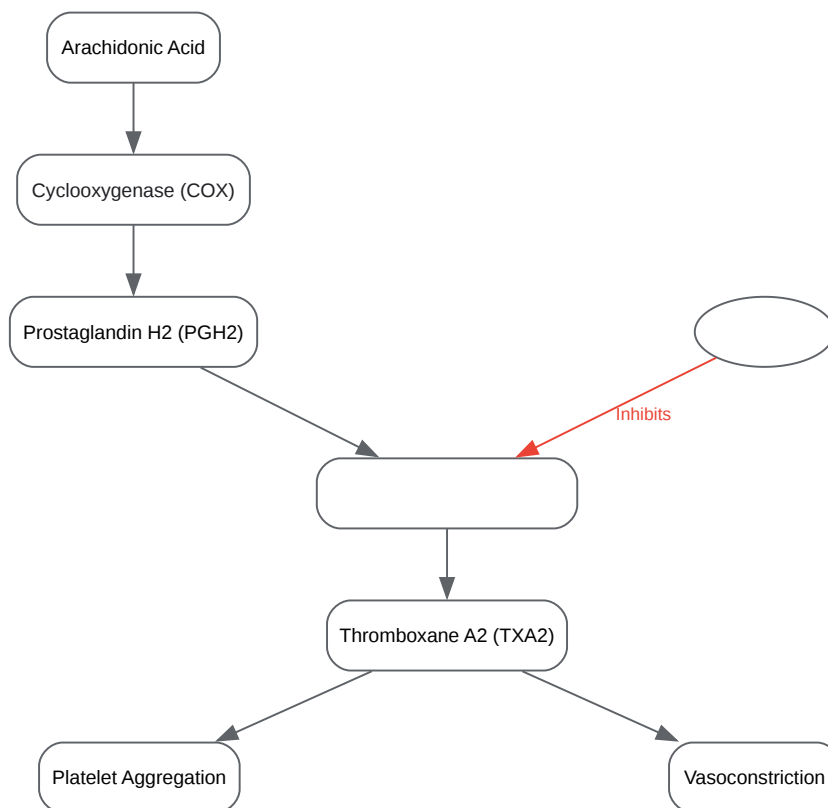 Arachidonic Acid
Cyclooxygenase (COX)
Prostaglandin H2 (PGH2)
Inhibits
Thromboxane A2 (TXA2)
Platelet Aggregation
Vasoconstriction